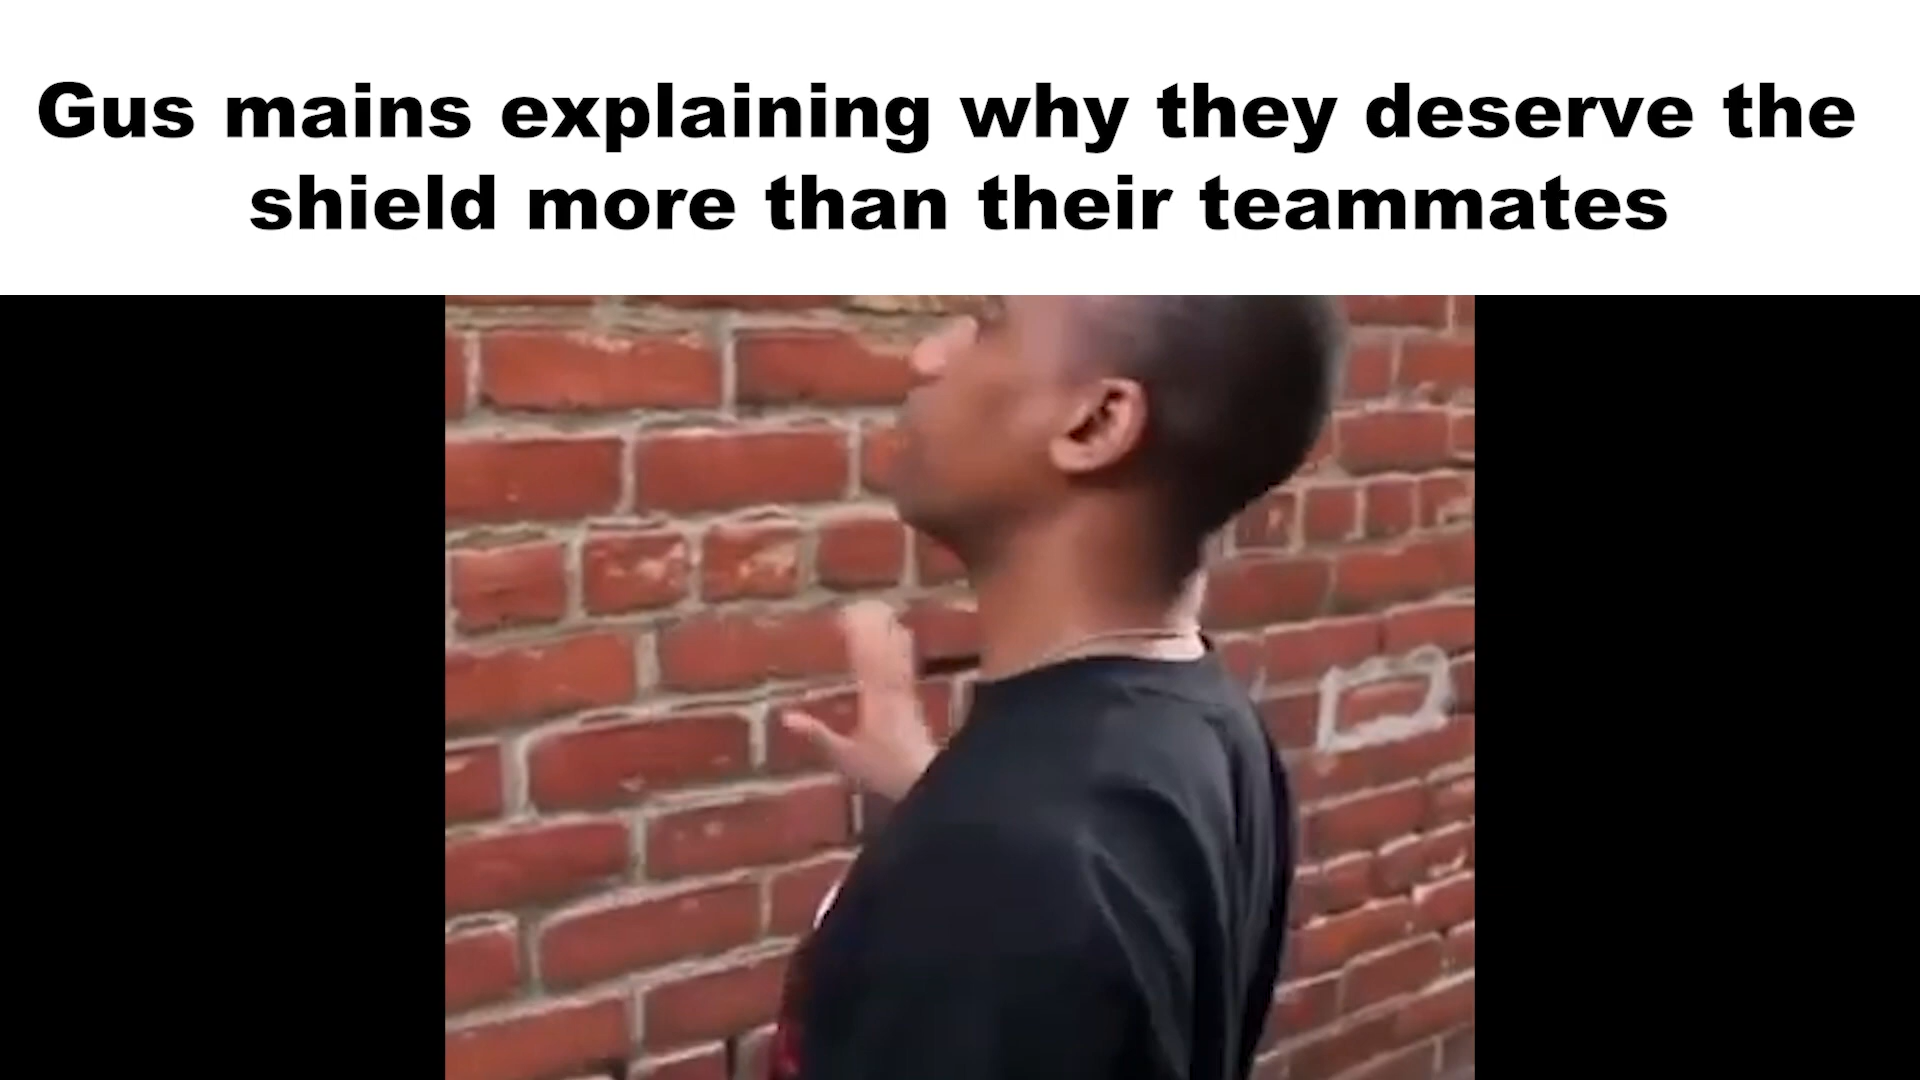 Gus mains explaining why they deserve the
shield more than their teammates